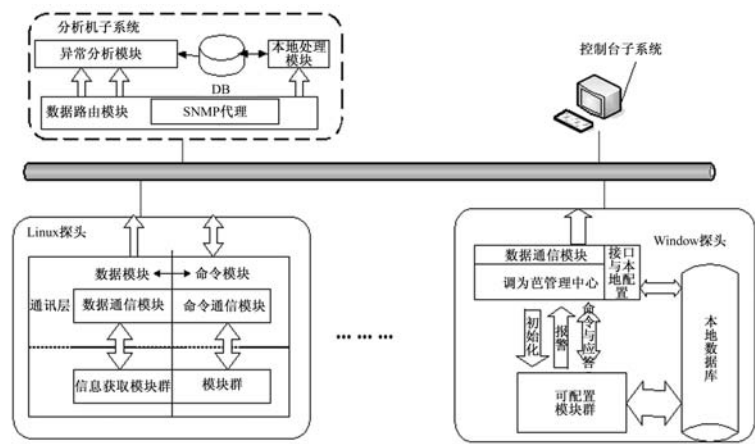 分析机子系统
异常分析模块
DB
本地处理
模块
数据路由模块
SNMP代理
控制台子系统
Linux探头
数据模块
命令模块
通讯层
数据通信模块
命令通信模块
信息获取模块群
模块群
... ... ...
Window探头
数据通信模块
调为芭管理中心
接口
与本
地配
置
初始化
报警
命令与应答
可配置
模块群
本地数据库